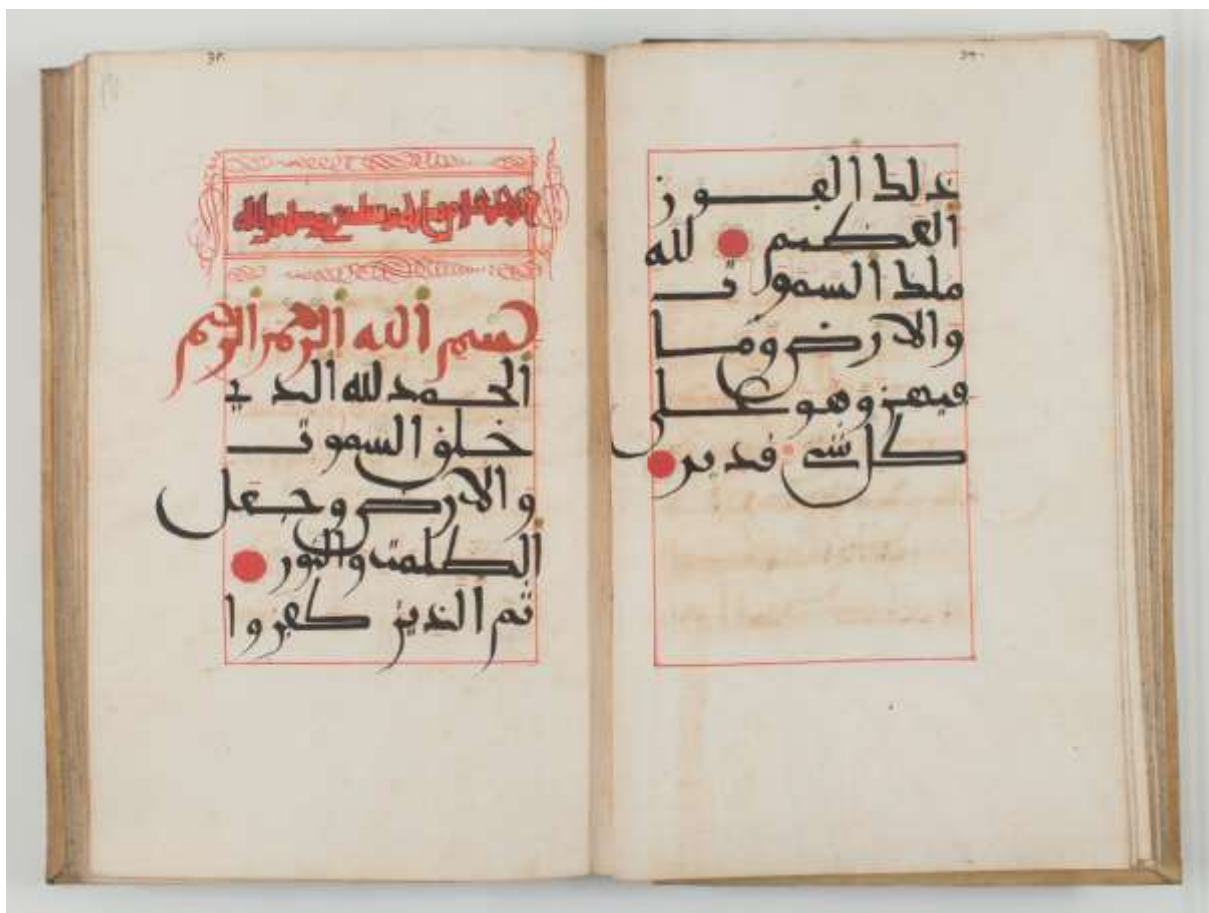 ذلك الفوز
العظيم لله
ملك السموت
والارض وما
فيهن وهو على
كل شيء قدير
بسم الله الرحمن الرحيم
الحمد لله الذي
خلق السموت
والارض وجعل
الظلمت والنور
ثم الذين كفروا